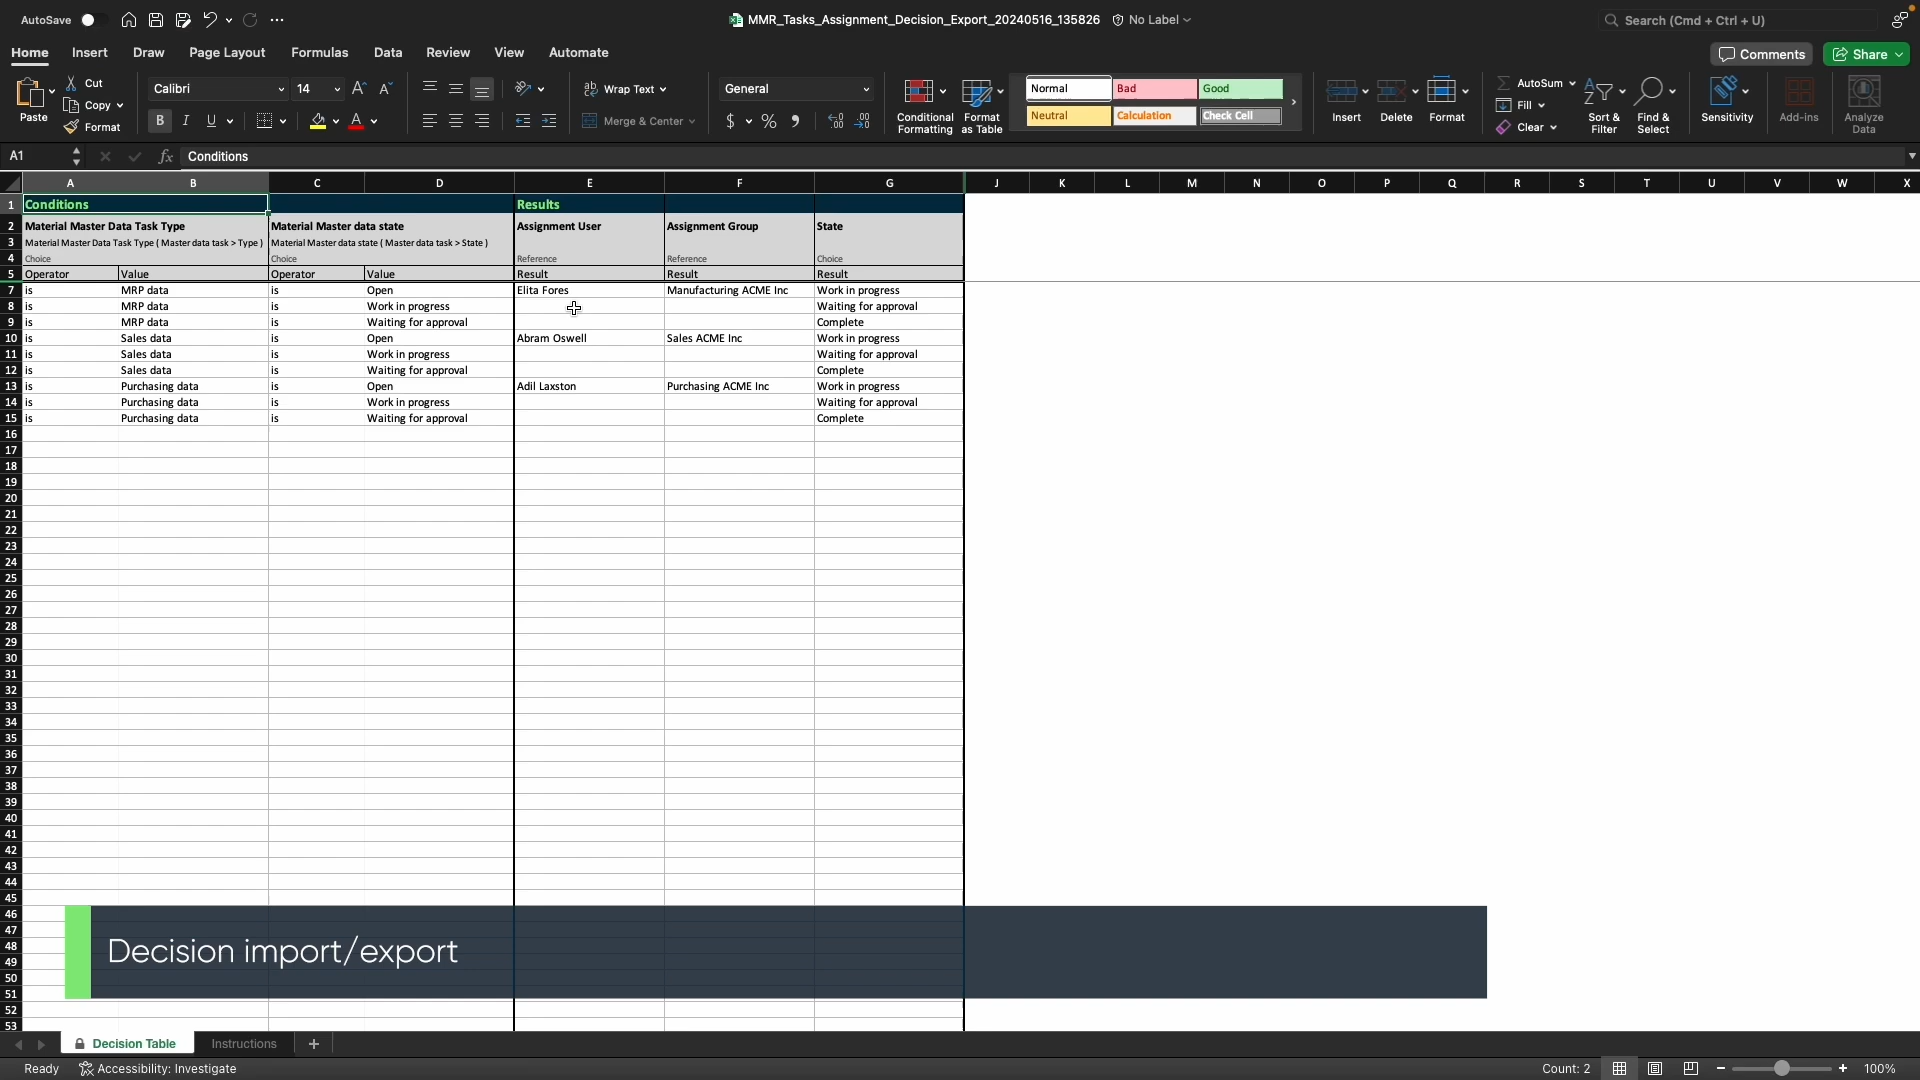 AutoSave
MMR_Tasks_Assignment_Decision_Export_20240516_135826 No Label
Search (Cmd + Ctrl + U)
Home Insert Draw Page Layout Formulas Data Review View Automate
Comments Share
Paste Cut Copy Format
Calibri 14
B I U
Wrap Text
Merge & Center
General
Conditional Formatting
Format as Table
Normal Bad Good
Neutral Calculation Check Cell
Insert Delete Format
AutoSum
Fill
Clear
Sort & Filter
Find & Select
Sensitivity
Add-ins
Analyze Data
A1 fx Conditions
A B C D E F G J K L M N O P Q R S T U V W X
1 Conditions Results
2 Material Master Data Task Type Material Master data state Assignment User Assignment Group State
3 Material Master Data Task Type ( Master data task > Type ) Material Master data state ( Master data task > State )
4 Choice Choice Reference Reference Choice
5 Operator Value Operator Value Result Result Result
7 is MRP data is Open Elita Fores Manufacturing ACME Inc Work in progress
8 is MRP data is Work in progress Waiting for approval
9 is MRP data is Waiting for approval Complete
10 is Sales data is Open Abram Oswell Sales ACME Inc Work in progress
11 is Sales data is Work in progress Waiting for approval
12 is Sales data is Waiting for approval Complete
13 is Purchasing data is Open Adil Laxston Purchasing ACME Inc Work in progress
14 is Purchasing data is Work in progress Waiting for approval
15 is Purchasing data is Waiting for approval Complete
16
17
18
19
20
21
22
23
24
25
26
27
28
29
30
31
32
33
34
35
36
37
38
39
40
41
42
43
44
45
46
47
48 Decision import/export
49
50
51
52
53
Decision Table Instructions +
Ready Accessibility: Investigate Count: 2 100%